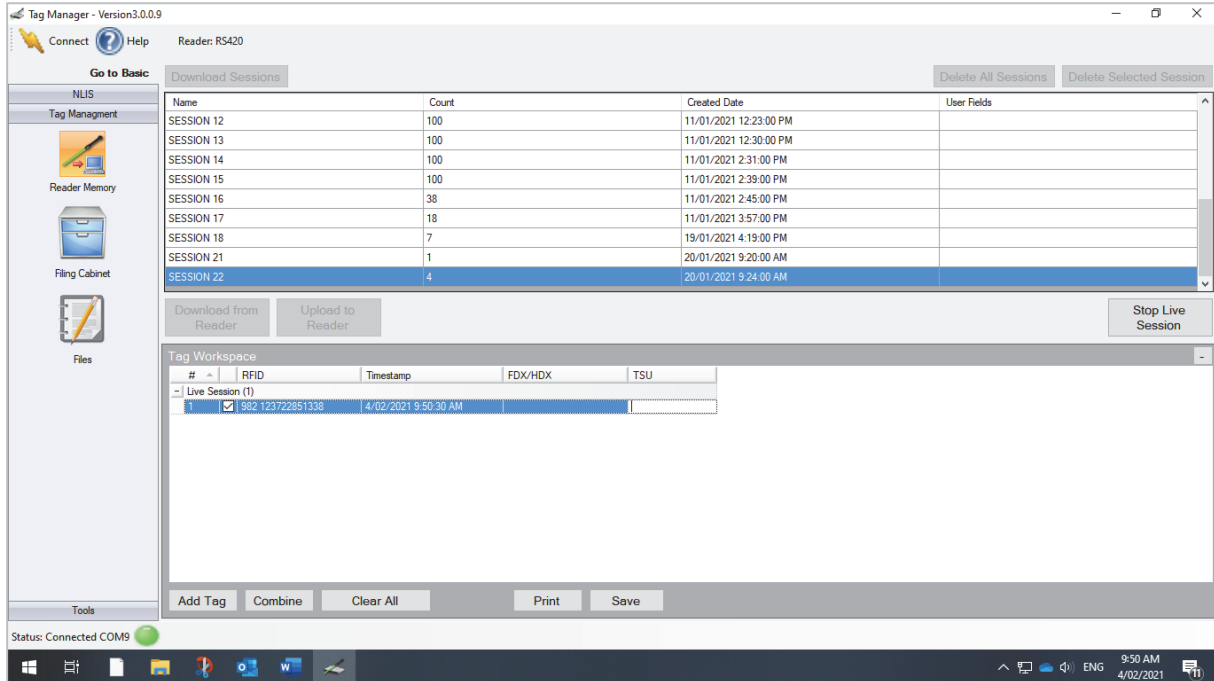 Tag Manager - Version3.0.0.9
Connect Help Reader: RS420
Go to Basic Download Sessions Delete All Sessions Delete Selected Session
NLIS
Tag Managment
Name Count Created Date User Fields
SESSION 12 100 11/01/2021 12:23:00 PM
SESSION 13 100 11/01/2021 12:30:00 PM
SESSION 14 100 11/01/2021 2:31:00 PM
SESSION 15 100 11/01/2021 2:39:00 PM
SESSION 16 38 11/01/2021 2:45:00 PM
SESSION 17 18 11/01/2021 3:57:00 PM
SESSION 18 7 19/01/2021 4:19:00 PM
SESSION 21 1 20/01/2021 9:20:00 AM
SESSION 22 4 20/01/2021 9:24:00 AM
Reader Memory
Filing Cabinet
Files
Download from
Reader
Upload to
Reader
Stop Live
Session
Tag Workspace
# RFID Timestamp FDX/HDX TSU
Live Session (1)
1 982 123722851338 4/02/2021 9:50:30 AM
Add Tag Combine Clear All Print Save
Tools
Status: Connected COM9
ENG 9:50 AM
4/02/2021
11